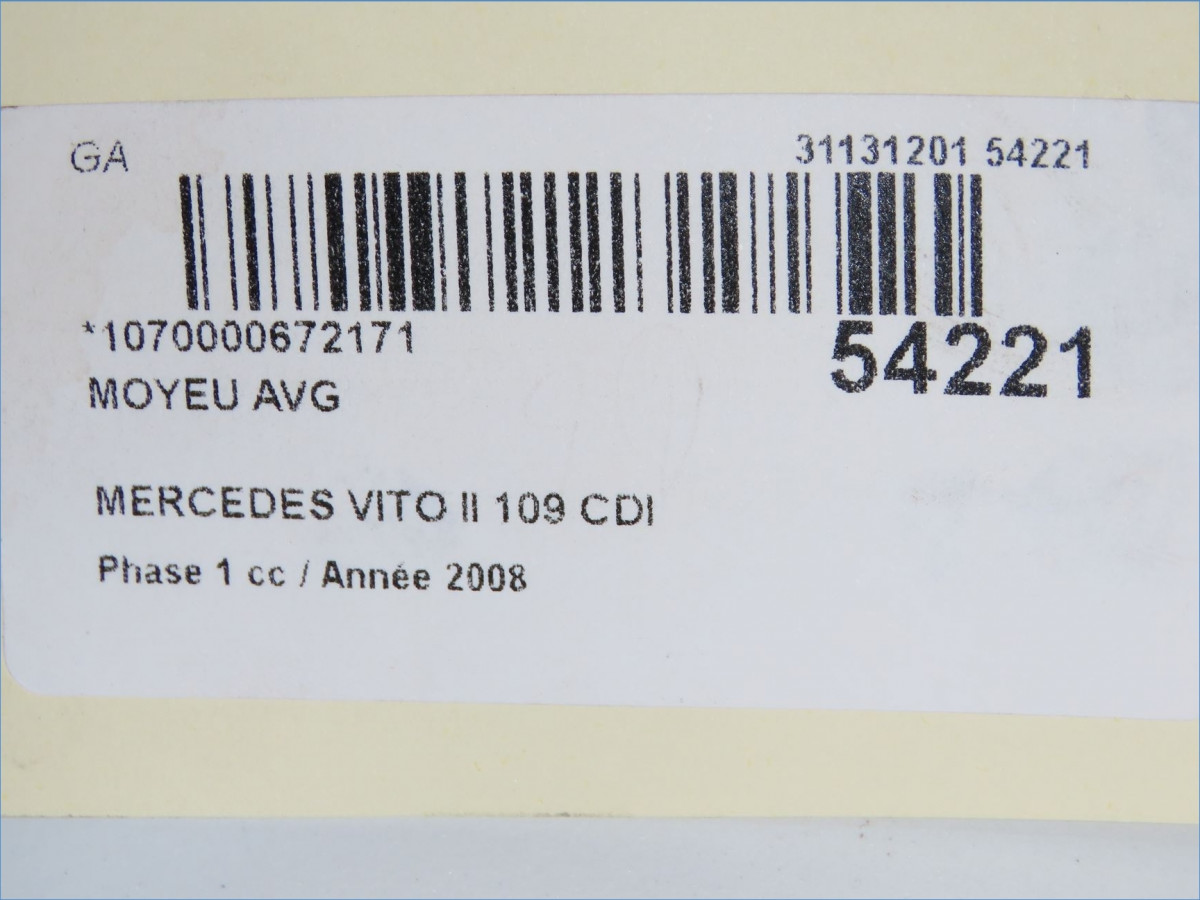 GA
31131201 54221
*1070000672171
54221
MOYEU AVG
MERCEDES VITO II 109 CDI
Phase 1 cc / Année 2008